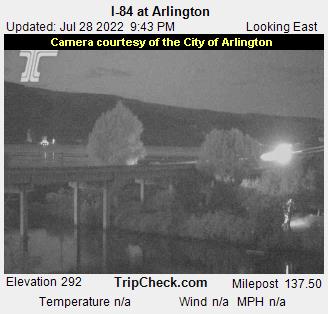 I-84 at Arlington
Updated: Jul 28 2022 9:43 PM Looking East
Camera courtesy of the City of Arlington
Elevation 292 TripCheck.com Milepost 137.50
Temperature n/a Wind n/a MPH n/a